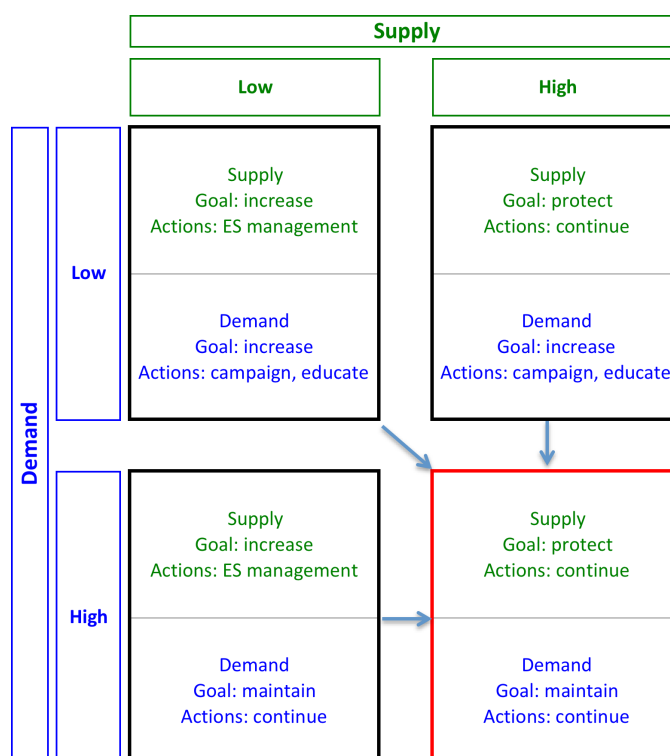 Supply
Low
High
Demand
Low
Supply
Goal: increase
Actions: ES management
Demand
Goal: increase
Actions: campaign, educate
Supply
Goal: protect
Actions: continue
Demand
Goal: increase
Actions: campaign, educate
High
Supply
Goal: increase
Actions: ES management
Demand
Goal: maintain
Actions: continue
Supply
Goal: protect
Actions: continue
Demand
Goal: maintain
Actions: continue